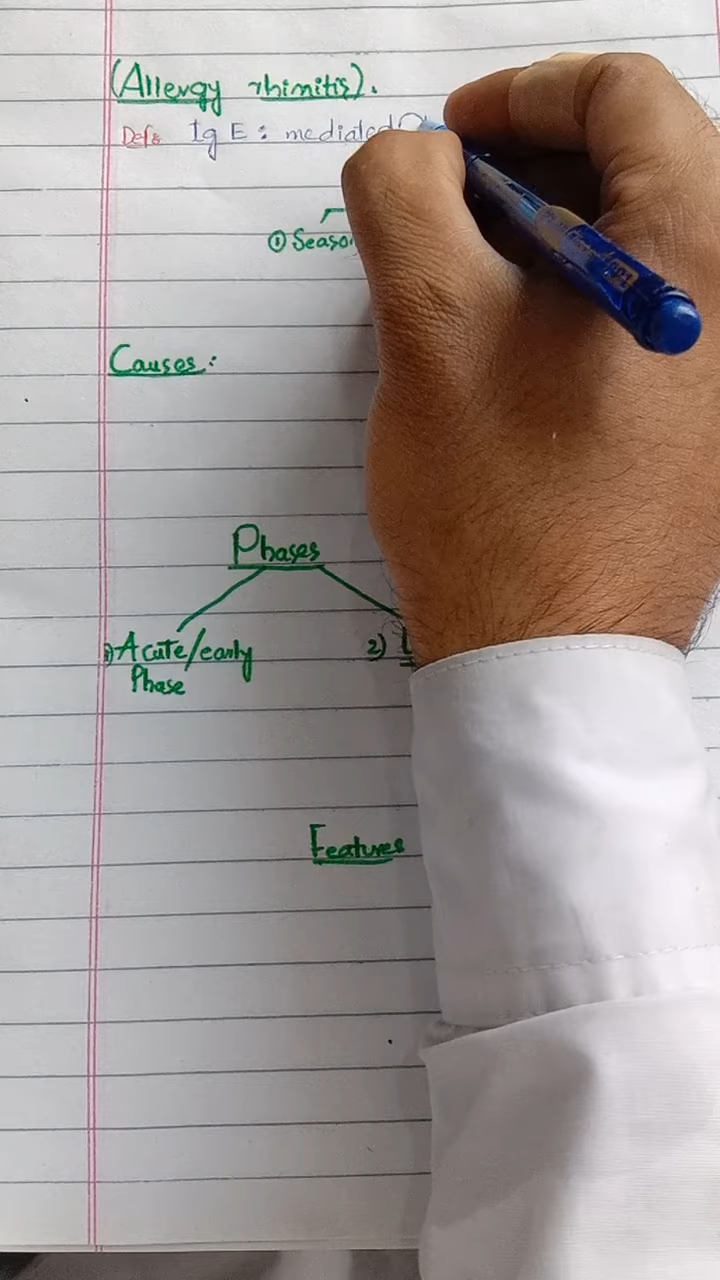 (Allergy rhinitis).
Def: IgE: mediated
① Seaso
Causes:
Phases
1) Acute/early 2)
Phase
Features